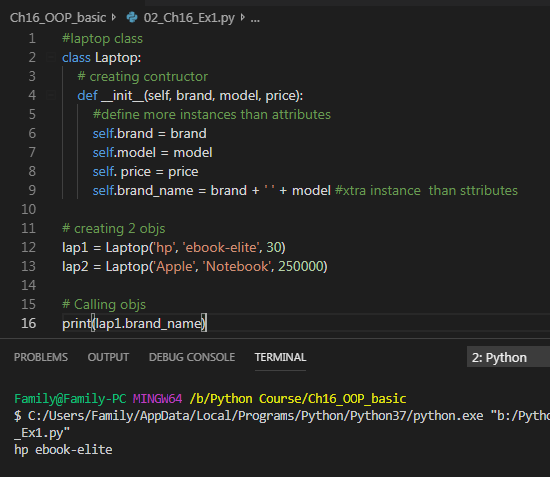 Ch16_OOP_basic > 02_Ch16_Ex1.py > ...
1 #laptop class
2 class Laptop:
3 # creating contructor
4 def __init__(self, brand, model, price):
5 #define more instances than attributes
6 self.brand = brand
7 self.model = model
8 self. price = price
9 self.brand_name = brand + ' ' + model #xtra instance than sttributes
10
11 # creating 2 objs
12 lap1 = Laptop('hp', 'ebook-elite', 30)
13 lap2 = Laptop('Apple', 'Notebook', 250000)
14
15 # Calling objs
16 print(lap1.brand_name)
PROBLEMS OUTPUT DEBUG CONSOLE TERMINAL 2: Python
Family@Family-PC MINGW64 /b/Python Course/Ch16_OOP_basic
$ C:/Users/Family/AppData/Local/Programs/Python/Python37/python.exe "b:/Pytho
_Ex1.py"
hp ebook-elite